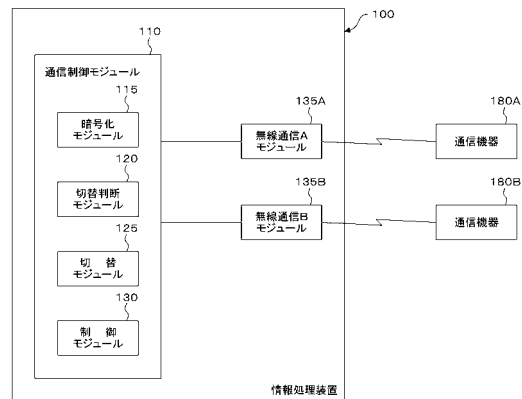 100
110
通信制御モジュール
115
暗号化
モジュール
120
切替判断
モジュール
125
切 替
モジュール
130
制 御
モジュール
135A
無線通信A
モジュール
180A
通信機器
135B
無線通信B
モジュール
180B
通信機器
情報処理装置